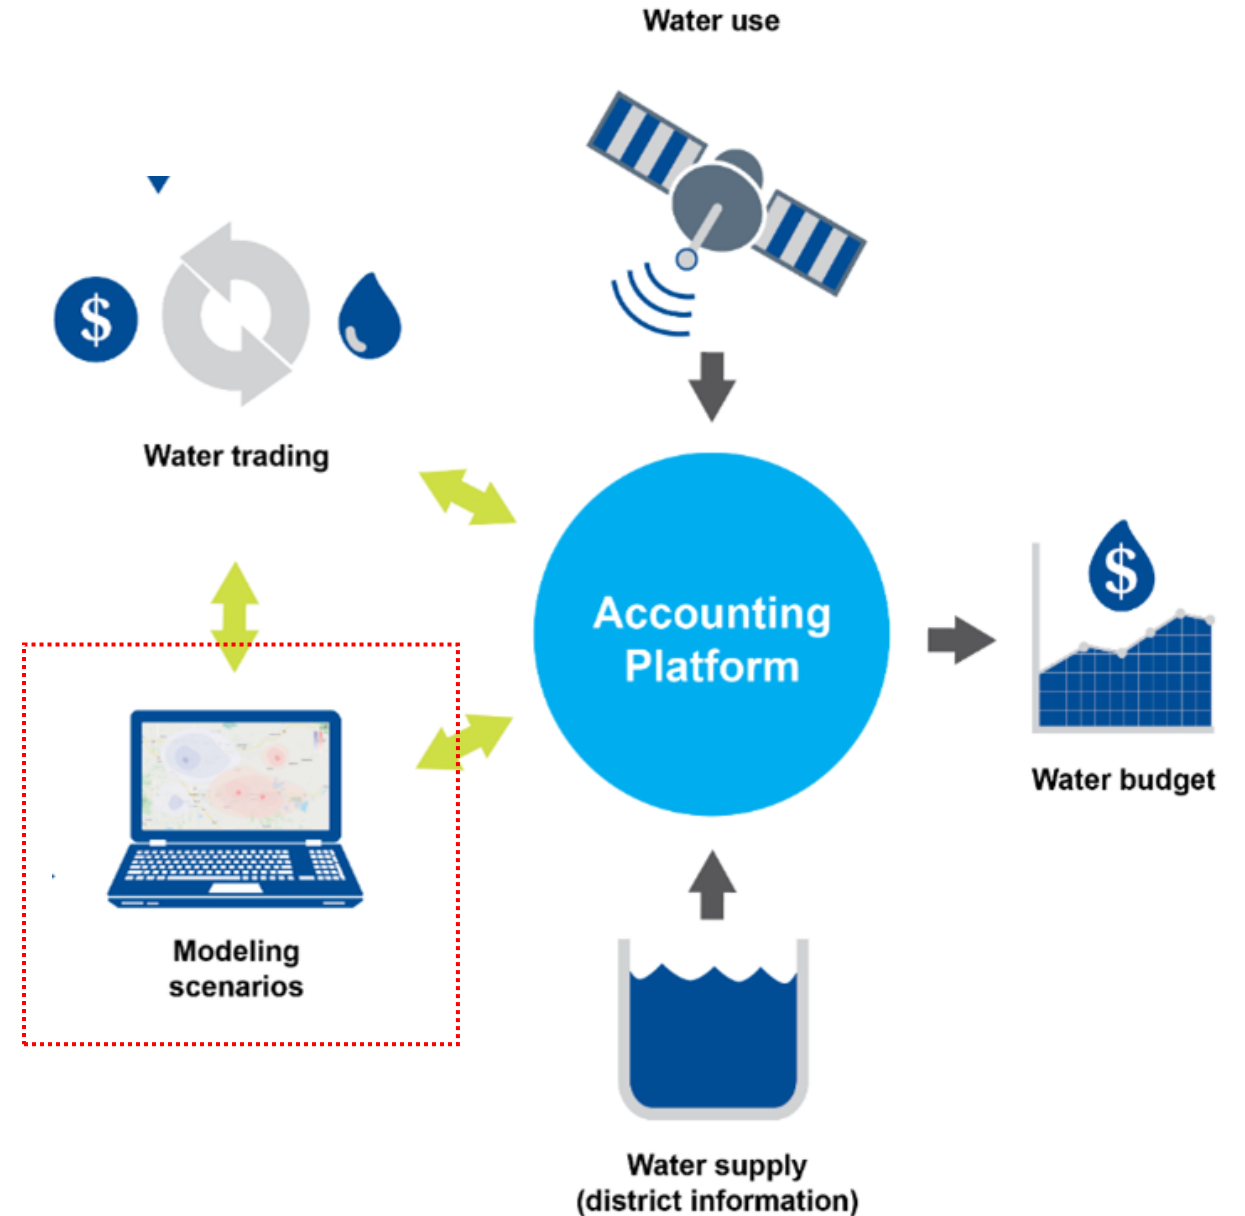 Water use
$
Water trading
Accounting
Platform
$
Water budget
Modeling
scenarios
Water supply
(district information)